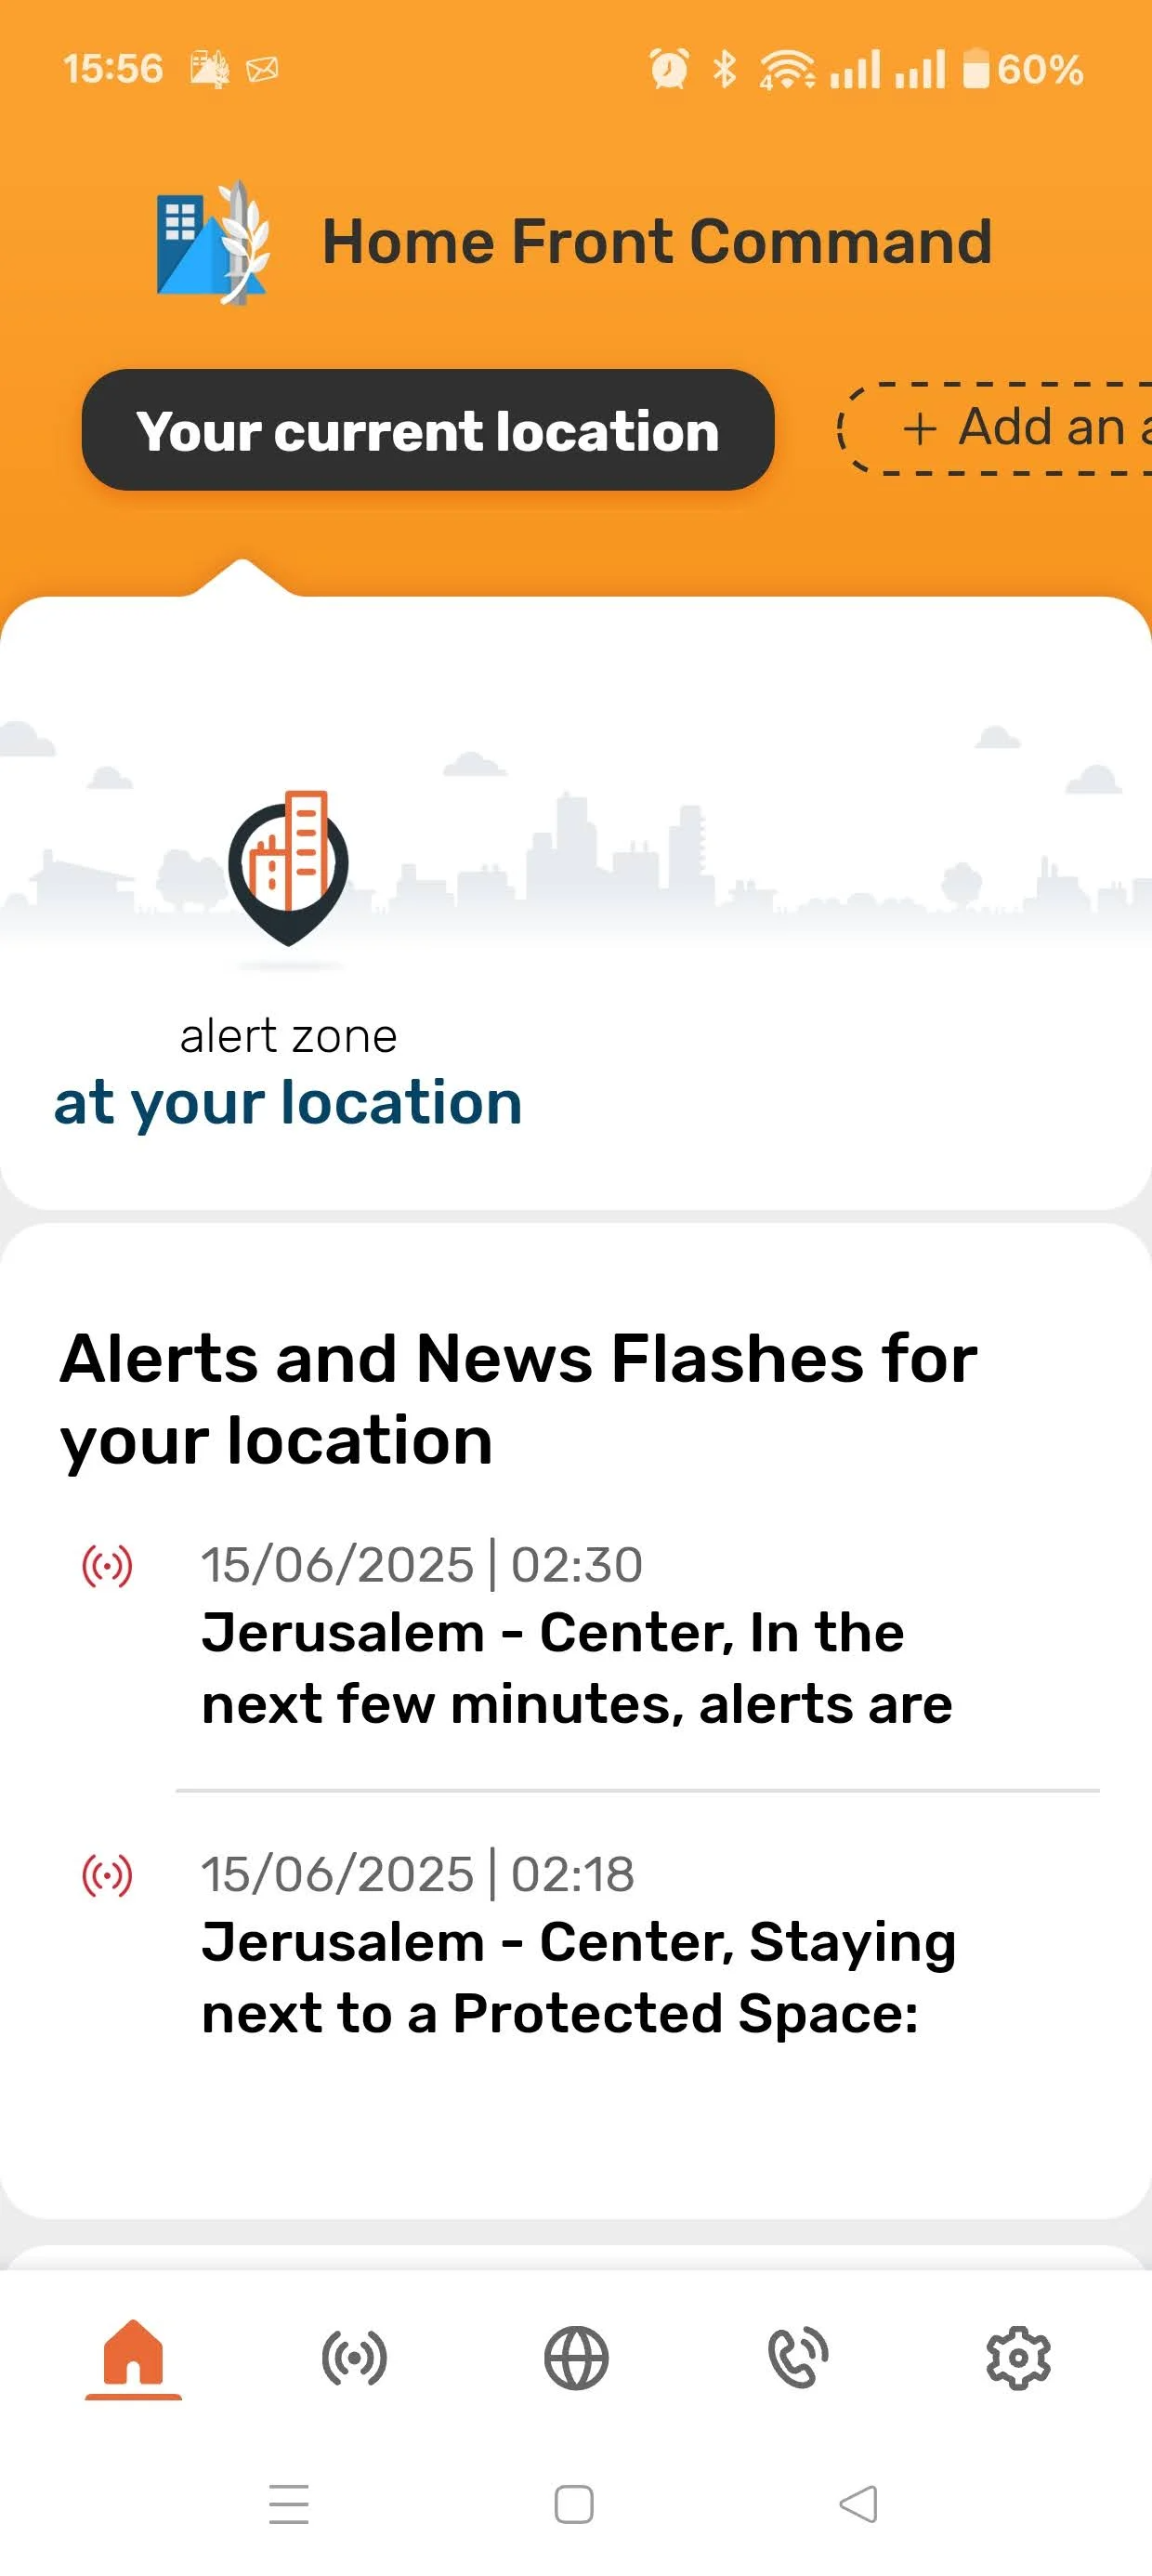 15:56
4
60%
Home Front Command
Your current location
+ Add an a
alert zone
at your location
Alerts and News Flashes for
your location
15/06/2025 | 02:30
Jerusalem - Center, In the
next few minutes, alerts are
15/06/2025 | 02:18
Jerusalem - Center, Staying
next to a Protected Space: